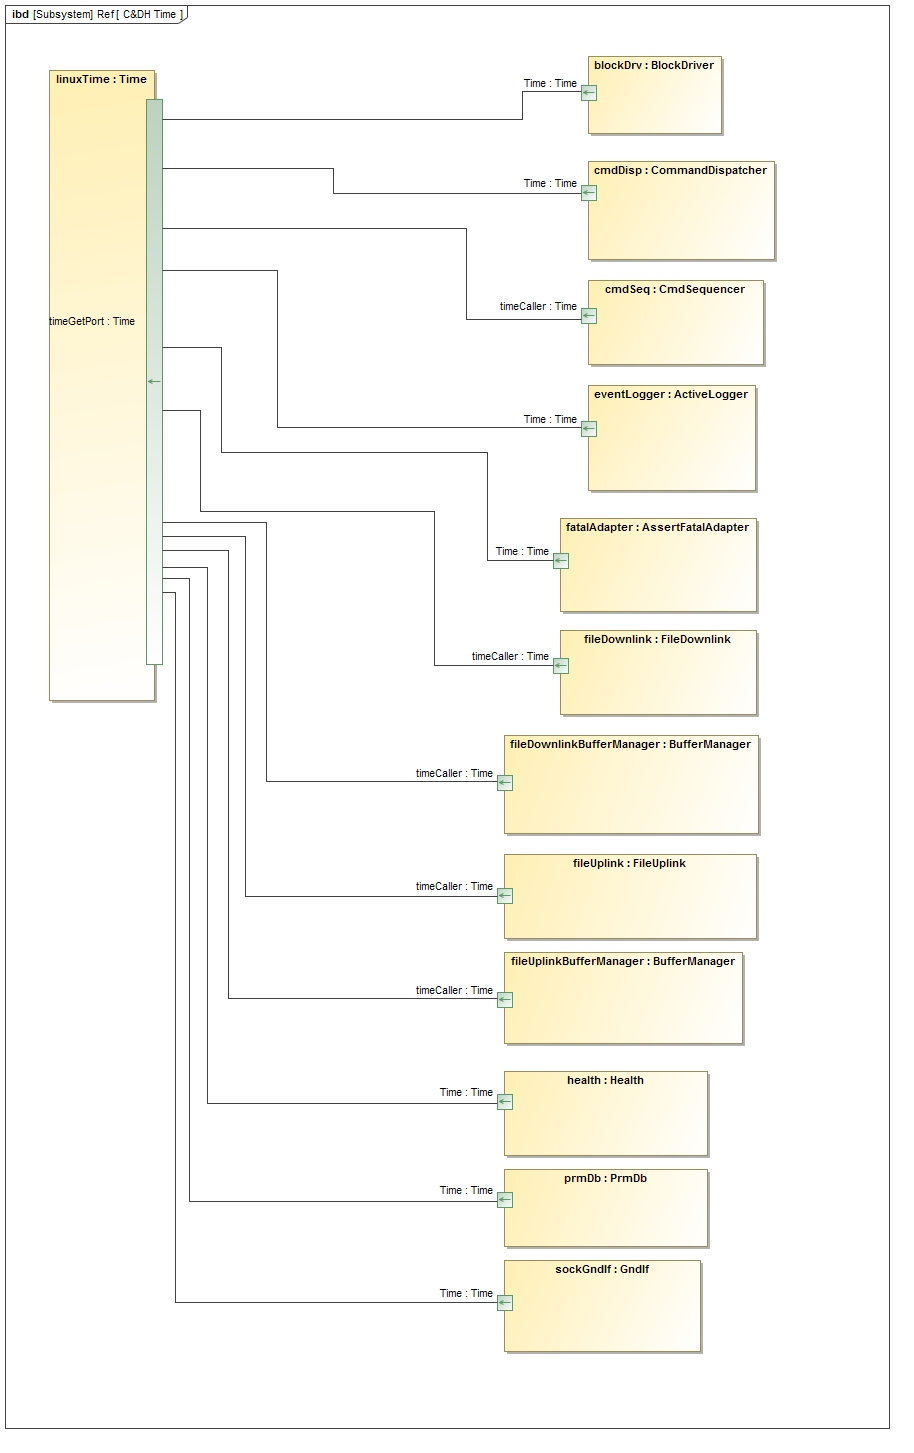 ibd [Subsystem] Ref [ C&DH Time ]
linuxTime : Time
timeGetPort : Time
blockDrv : BlockDriver
Time : Time
cmdDisp : CommandDispatcher
Time : Time
cmdSeq : CmdSequencer
timeCaller : Time
eventLogger : ActiveLogger
Time : Time
fatalAdapter : AssertFatalAdapter
Time : Time
fileDownlink : FileDownlink
timeCaller : Time
fileDownlinkBufferManager : BufferManager
timeCaller : Time
fileUplink : FileUplink
timeCaller : Time
fileUplinkBufferManager : BufferManager
timeCaller : Time
health : Health
Time : Time
prmDb : PrmDb
Time : Time
sockGndIf : GndIf
Time : Time